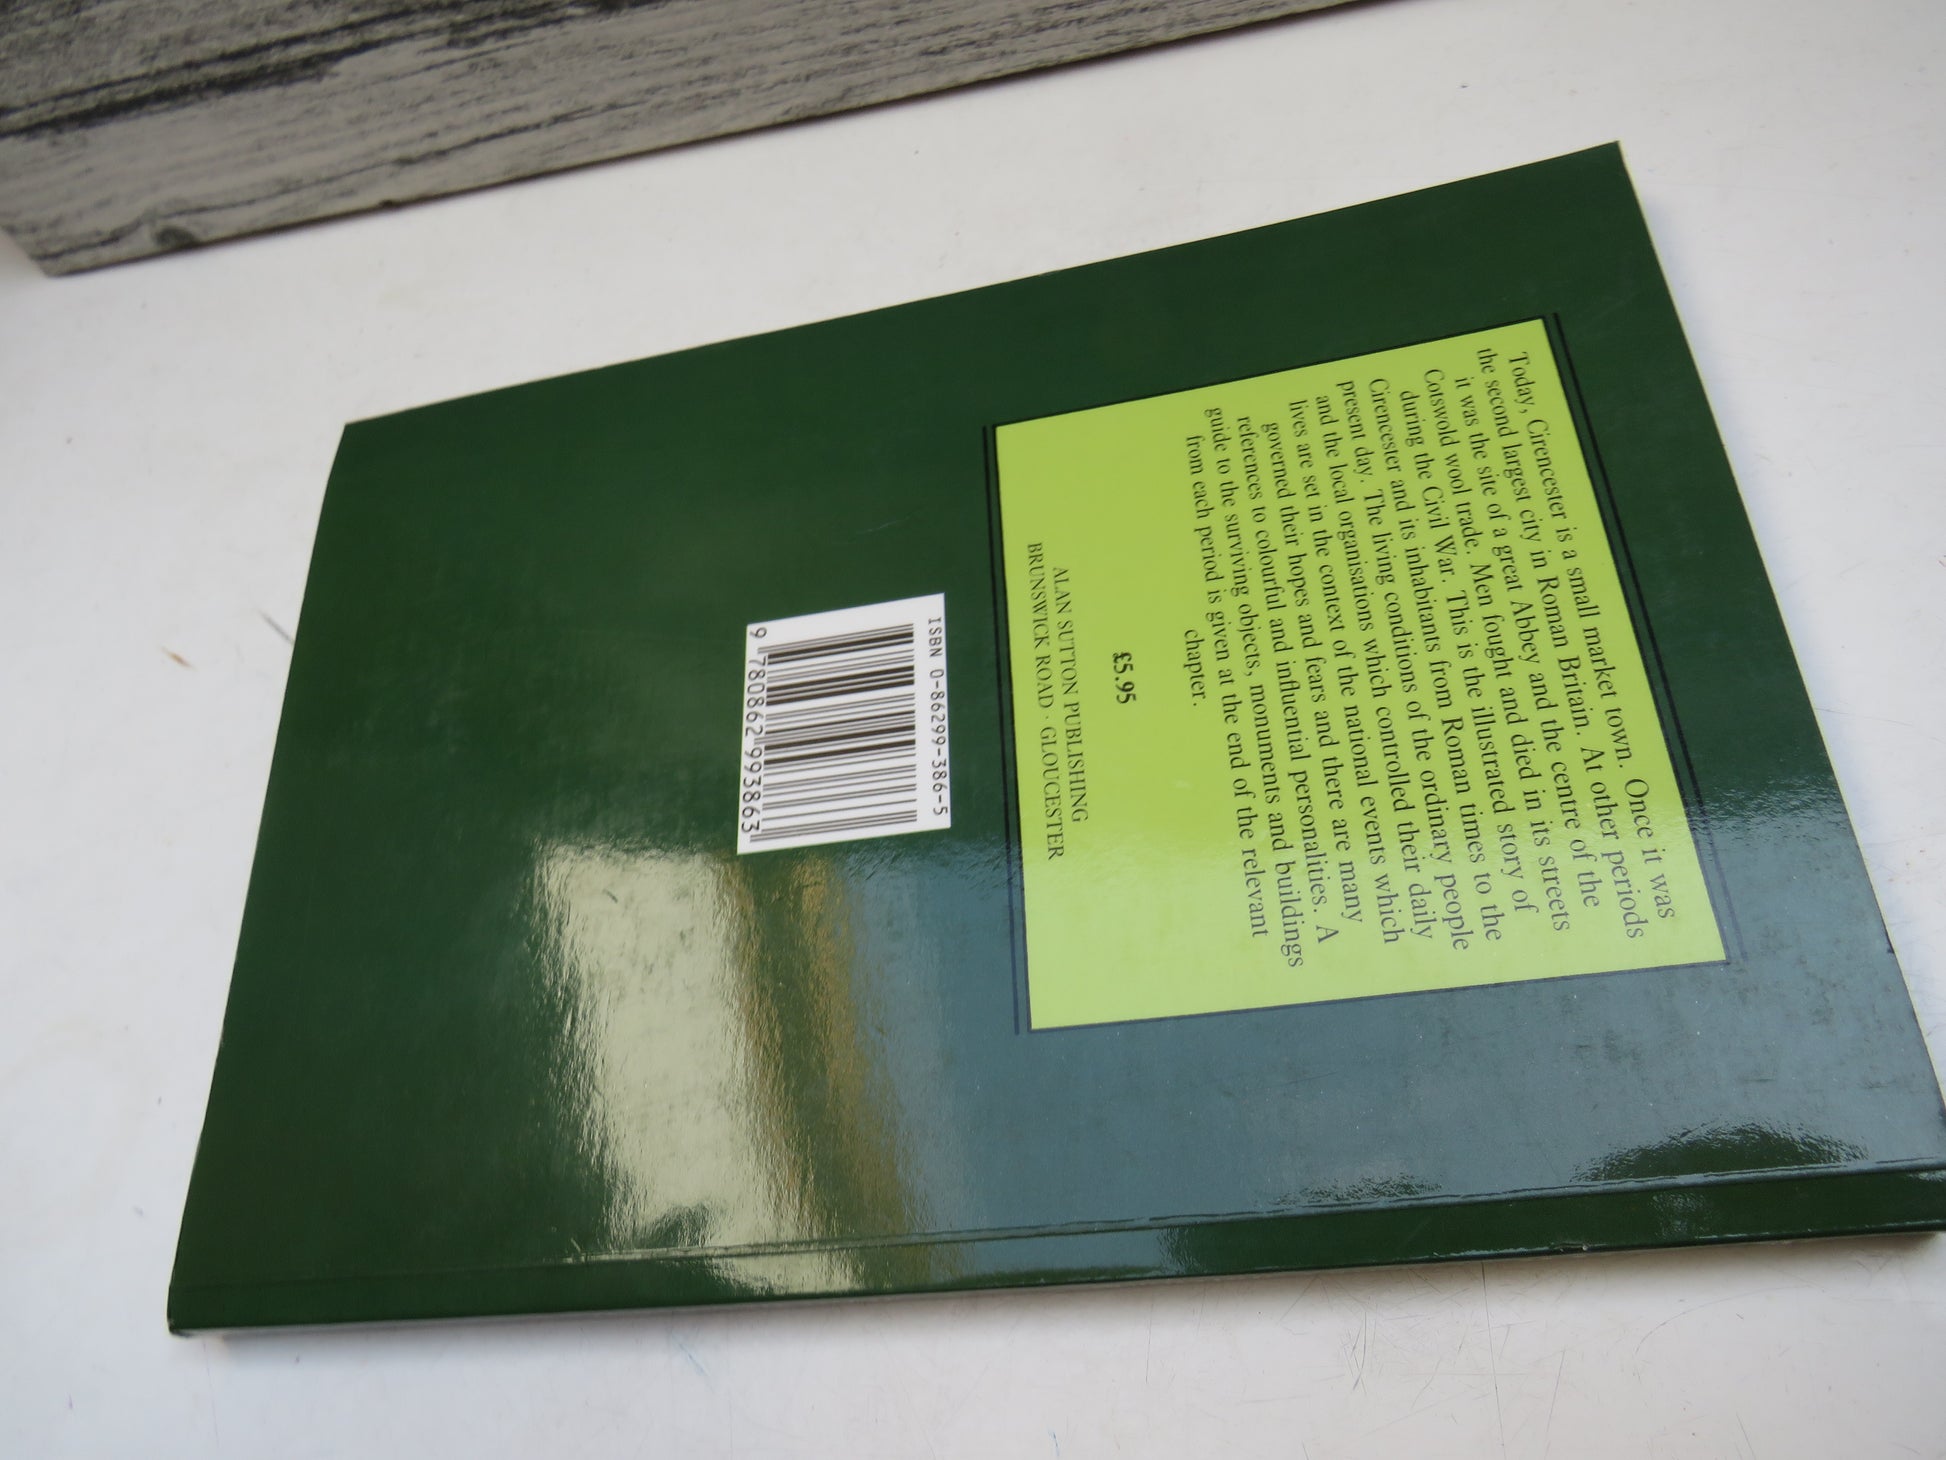 Today, Cirencester is a small market town. Once it was
the second largest city in Roman Britain. At other periods
it was the site of a great Abbey and the centre of the
Cotswold wool trade. Men fought and died in its streets
during the Civil War. This is the illustrated story of
Cirencester and its inhabitants from Roman times to the
present day. The living conditions of the ordinary people
and the local organisations which controlled their daily
lives are set in the context of the national events which
governed their hopes and fears and there are many
references to colourful and influential personalities. A
guide to the surviving objects, monuments and buildings
from each period is given at the end of the relevant
chapter.
£5.95
ALAN SUTTON PUBLISHING
BRUNSWICK ROAD · GLOUCESTER
ISBN 0-86299-386-5
9 780862 993863